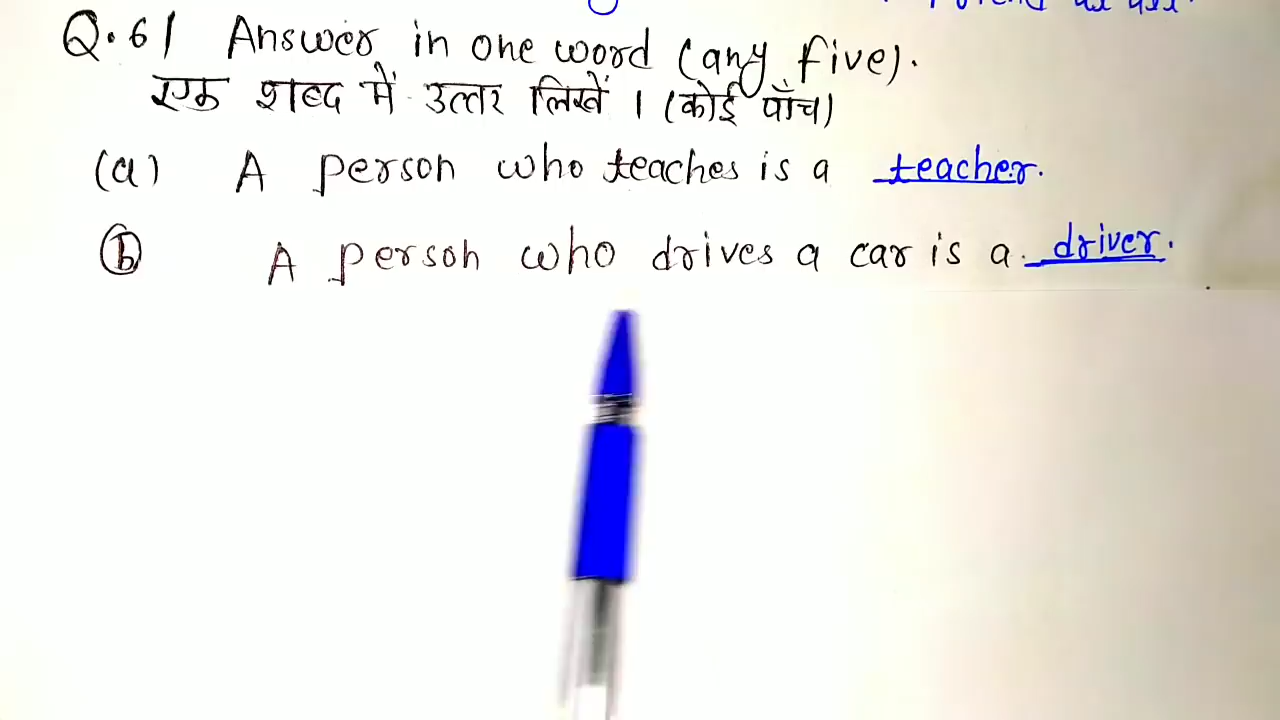 Q.6/ Answer in one word (any five).
एक शब्द में उत्तर लिखें । (कोई पाँच)
(a) A person who teaches is a teacher.
(b) A person who drives a car is a driver.